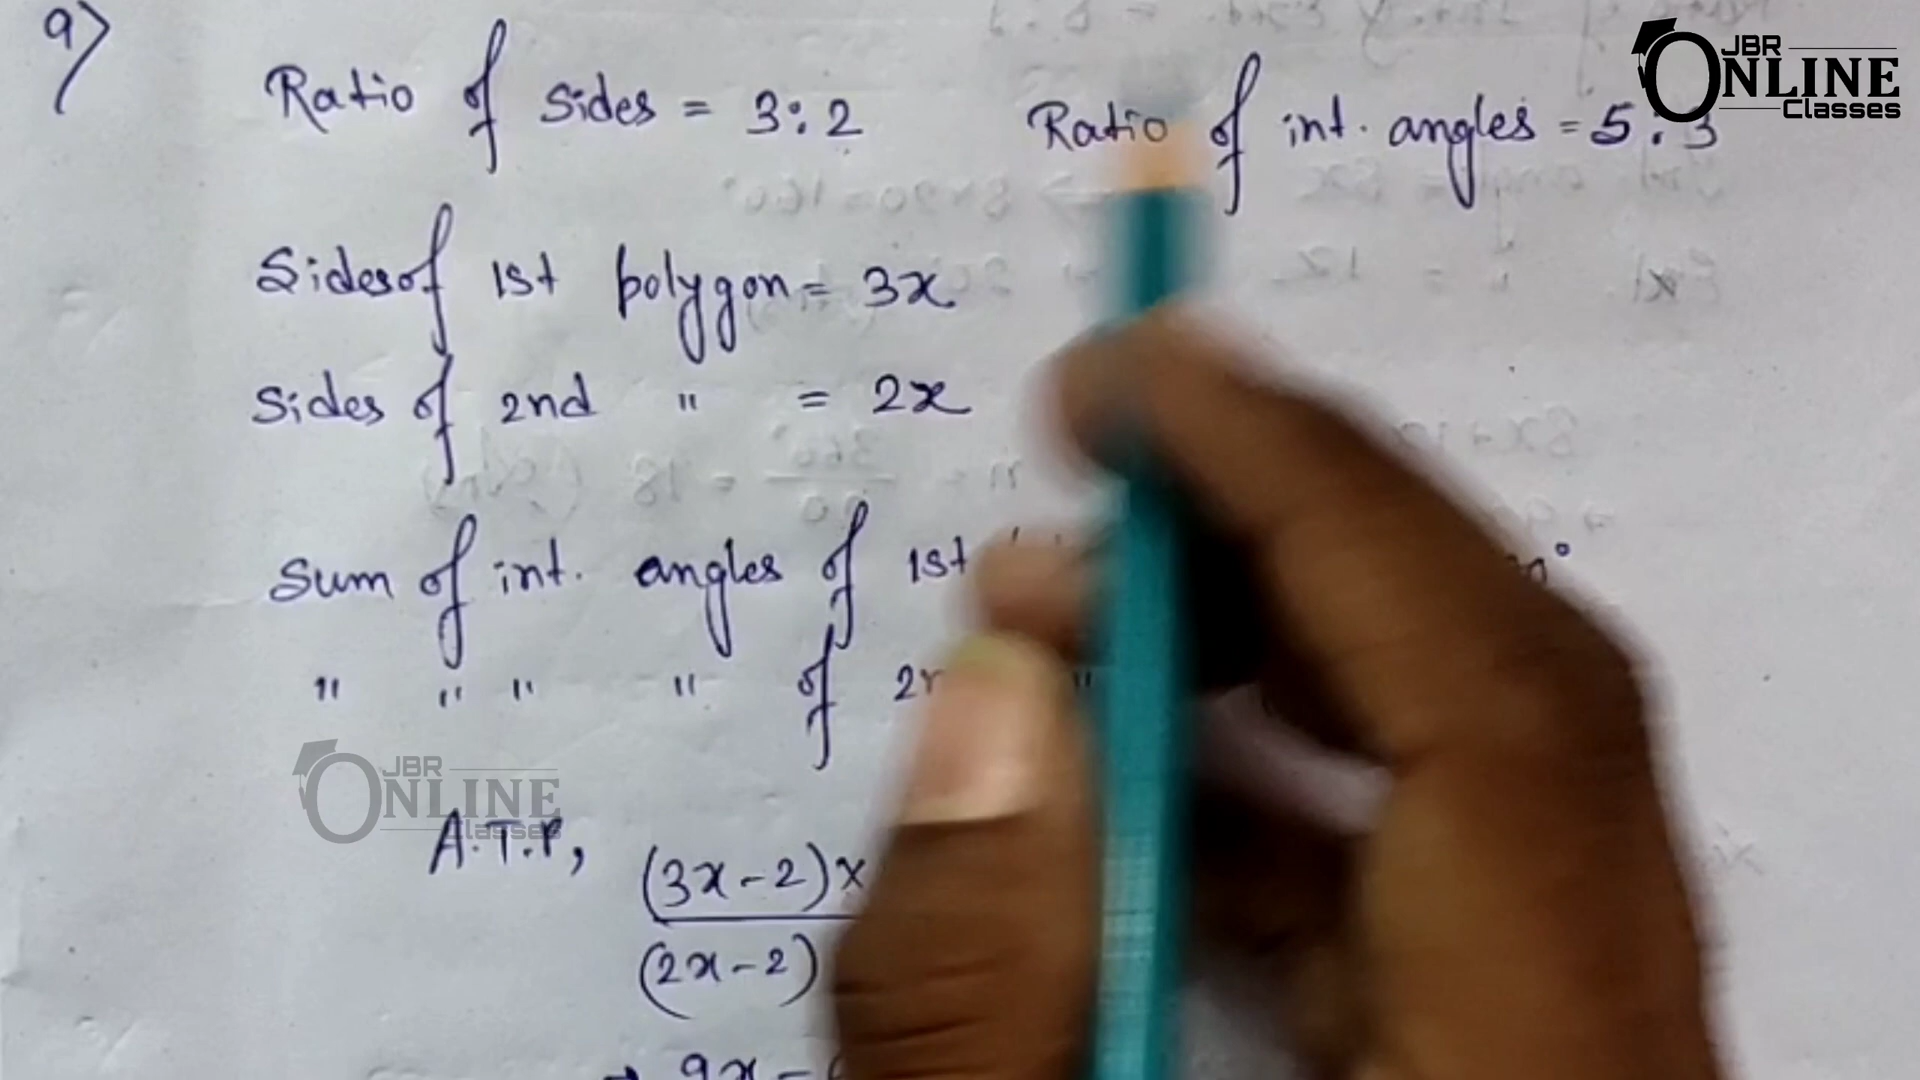 9)
Ratio of sides = 3:2
Ratio of int. angles = 5:3
JBR
ONLINE
Classes
Sides of 1st polygon = 3x
Sides of 2nd " = 2x
Sum of int. angles of 1st
" " " " of "
JBR
ONLINE
Classes
A.T.P,
(3x-2)x
(2x-2)
9x-